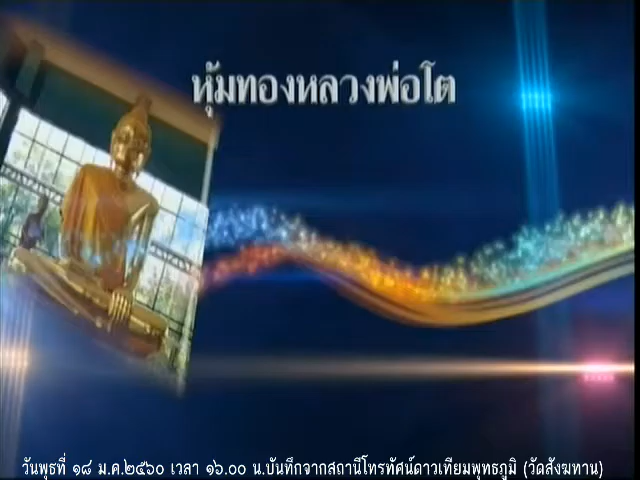 หุ้มทองหลวงพ่อโต
วันพุธที่ ๑๘ ม.ค.๒๕๖๐ เวลา ๑๖.๐๐ น.บันทึกจากสถานีโทรทัศน์ดาวเทียมพุทธภูมิ (วัดสังฆทาน)